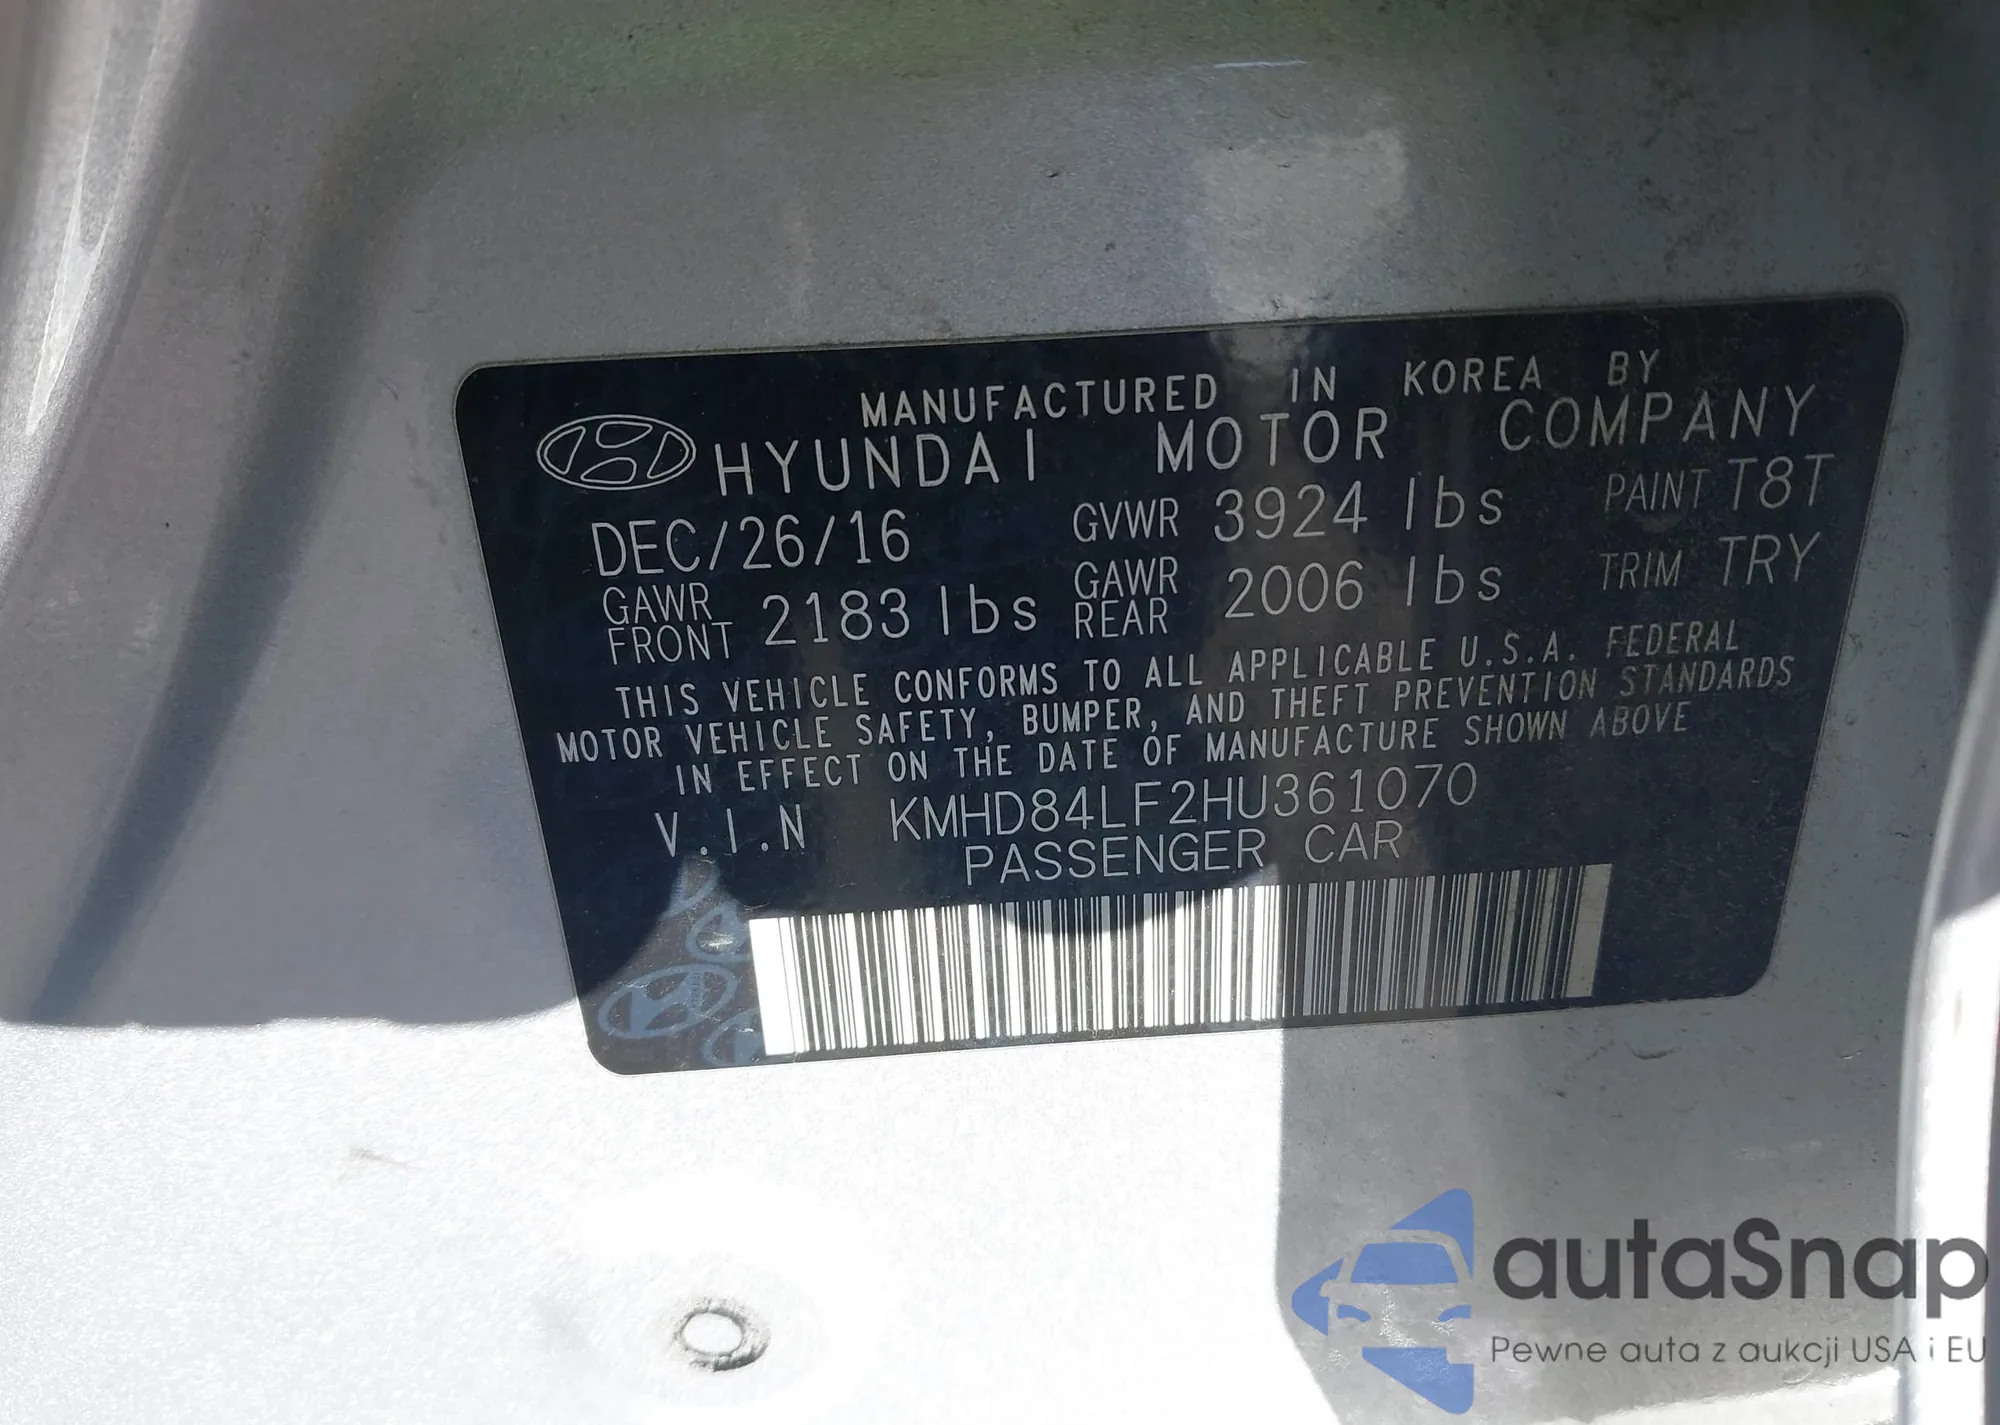 MANUFACTURED IN KOREA BY
HYUNDAI MOTOR COMPANY
DEC/26/16 GVWR 3924 lbs PAINT T8T
GAWR FRONT 2183 lbs GAWR REAR 2006 lbs TRIM TRY
THIS VEHICLE CONFORMS TO ALL APPLICABLE U.S.A. FEDERAL
MOTOR VEHICLE SAFETY, BUMPER, AND THEFT PREVENTION STANDARDS
IN EFFECT ON THE DATE OF MANUFACTURE SHOWN ABOVE
V.I.N KMHD84LF2HU361070
PASSENGER CAR
autaSnap
Pewne auta z aukcji USA i EU